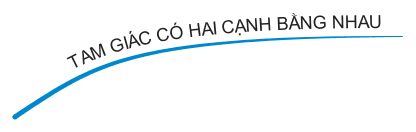 TAM GIÁC CÓ HAI CẠNH BẰNG NHAU